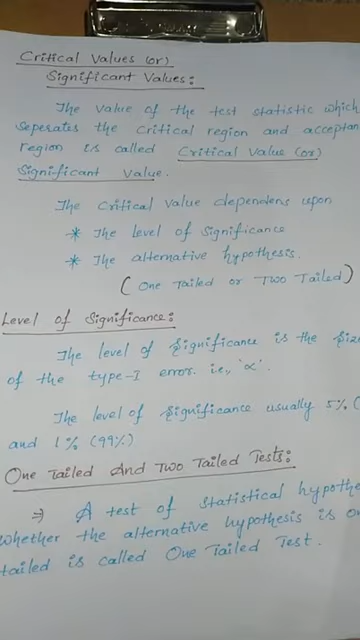 Critical Values (or)
Significant Values:
The value of the test statistic which
seperates the critical region and acceptan
region is called Critical Value (or)
Significant Value.
The critical value dependens upon
* The level of significance
* The alternative hypothesis.
( One Tailed or Two Tailed )
Level of Significance:
The level of significance is the size
of the type-I error. i.e., 'α'.
The level of significance usually 5% (
and 1% (99%)
One Tailed And Two Tailed Tests:
⇒ A test of statistical hypothe
whether the alternative hypothesis is on
tailed is called One Tailed Test.